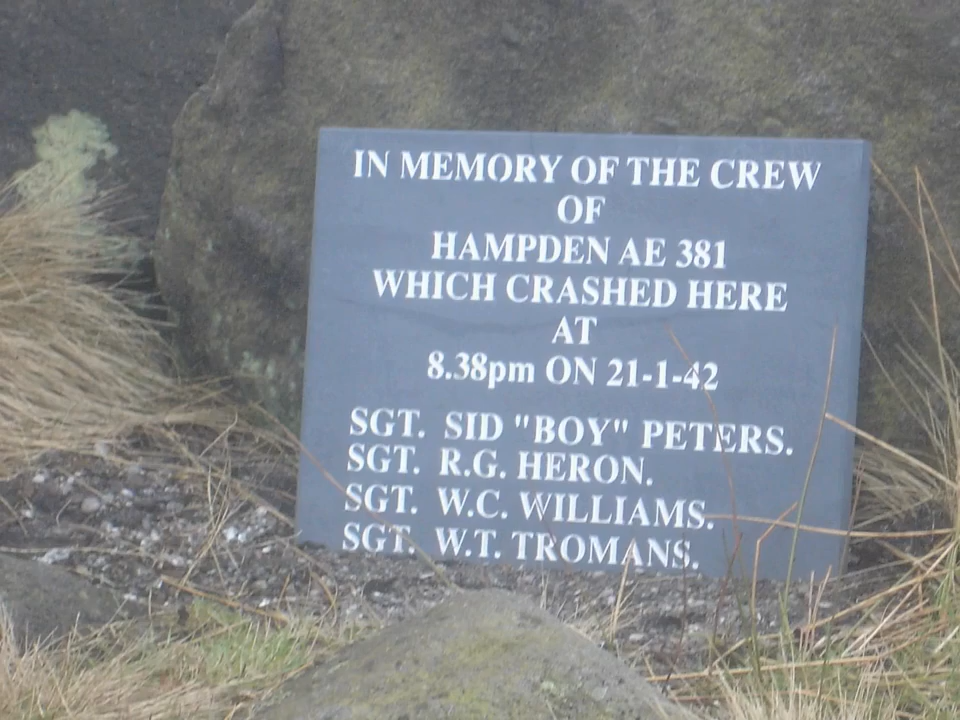 IN MEMORY OF THE CREW
OF
HAMPDEN AE 381
WHICH CRASHED HERE
AT
8.38pm ON 21-1-42
SGT. SID "BOY" PETERS.
SGT. R.G. HERON.
SGT. W.C. WILLIAMS.
SGT. W.T. TROMANS.